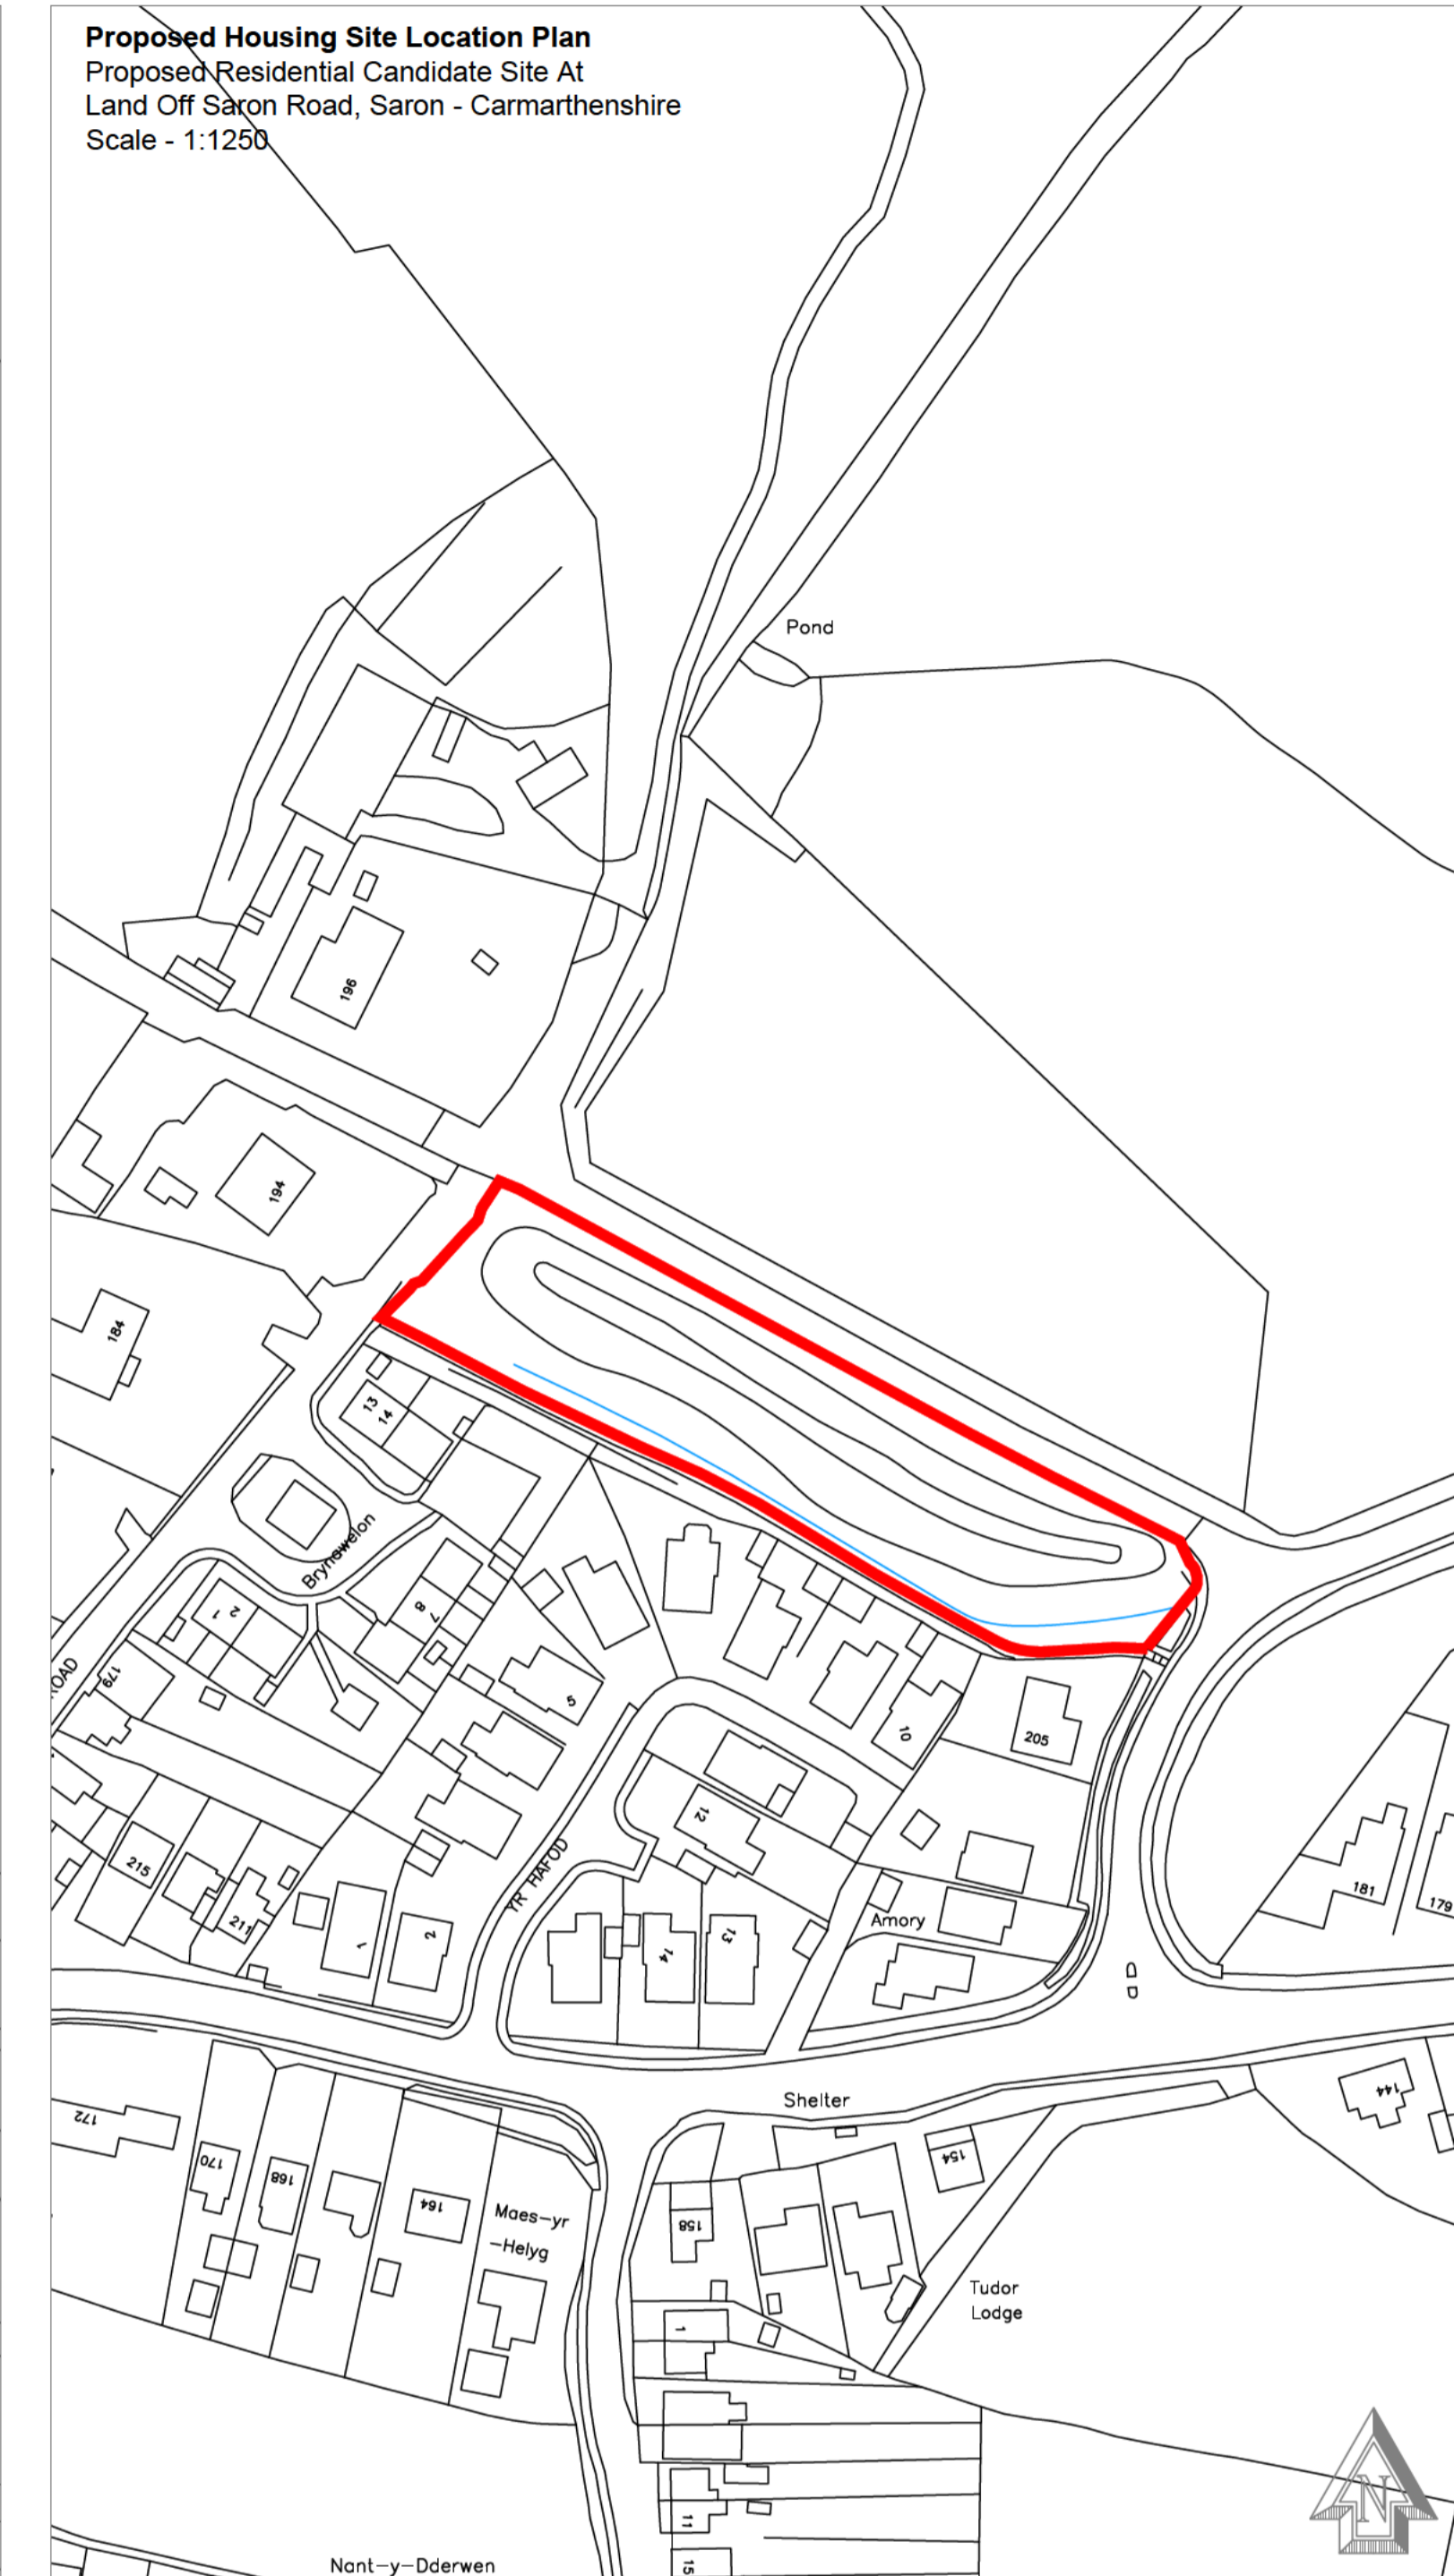 Proposed Housing Site Location Plan
Proposed Residential Candidate Site At
Land Off Saron Road, Saron - Carmarthenshire
Scale - 1:1250
Pond
196
194
184
13
14
Brynawelon
8
7
2
1
179
5
10
205
ROAD
12
215
211
1
2
YR HAFOD
14
13
Amory
181
179
Shelter
144
172
170
168
164
Maes-yr
-Helyg
158
154
Tudor
Lodge
1
11
15
N
Nant-y-Dderwen